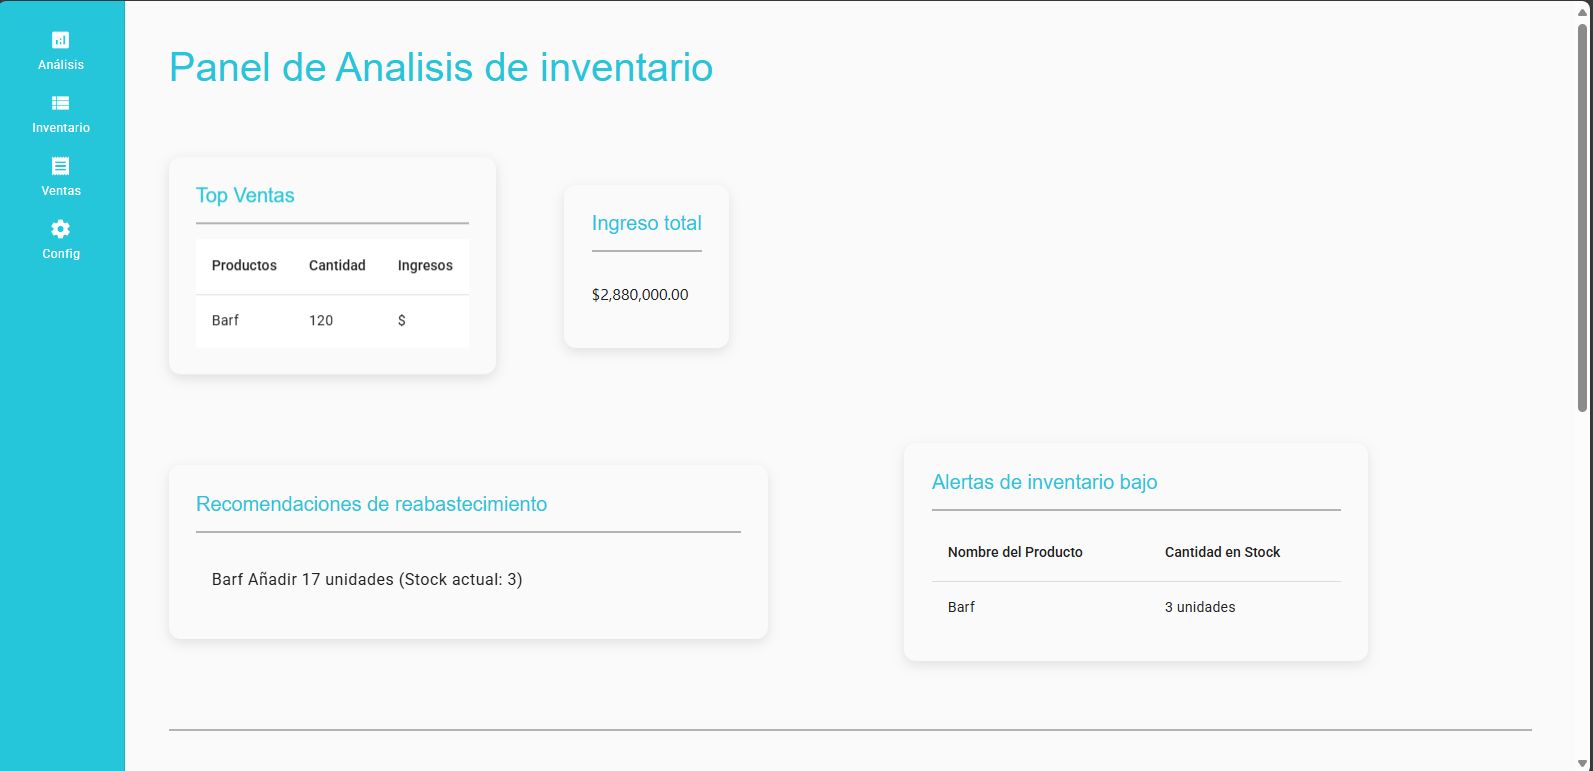 Análisis
Inventario
Ventas
Config
Panel de Analisis de inventario
Top Ventas
Productos Cantidad Ingresos
Barf 120 $
Ingreso total
$2,880,000.00
Recomendaciones de reabastecimiento
Barf Añadir 17 unidades (Stock actual: 3)
Alertas de inventario bajo
Nombre del Producto Cantidad en Stock
Barf 3 unidades